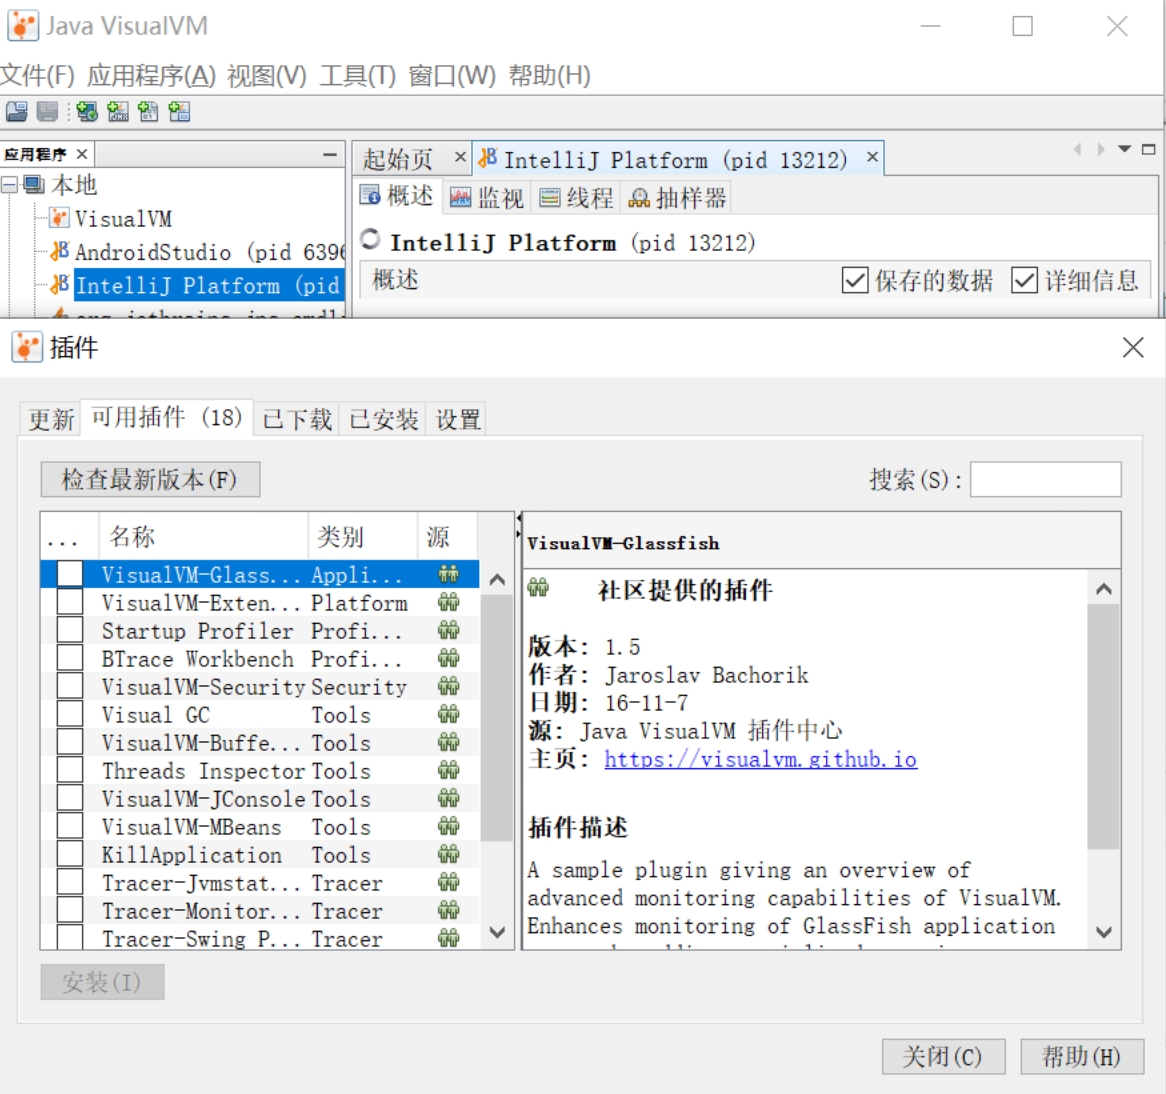 Java VisualVM
文件(F) 应用程序(A) 视图(V) 工具(T) 窗口(W) 帮助(H)
应用程序
起始页 IntelliJ Platform (pid 13212)
本地
VisualVM
AndroidStudio (pid 6396
IntelliJ Platform (pid
概述 监视 线程 抽样器
IntelliJ Platform (pid 13212)
概述 保存的数据 详细信息
插件
更新 可用插件 (18) 已下载 已安装 设置
检查最新版本(F) 搜索(S):
... 名称 类别 源
VisualVM-Glass... Appli...
VisualVM-Exten... Platform
Startup Profiler Profi...
BTrace Workbench Profi...
VisualVM-Security Security
Visual GC Tools
VisualVM-Buffe... Tools
Threads Inspector Tools
VisualVM-JConsole Tools
VisualVM-MBeans Tools
KillApplication Tools
Tracer-Jvmstat... Tracer
Tracer-Monitor... Tracer
Tracer-Swing P... Tracer
VisualVM-Glassfish
社区提供的插件
版本: 1.5
作者: Jaroslav Bachorik
日期: 16-11-7
源: Java VisualVM 插件中心
主页: https://visualvm.github.io
插件描述
A sample plugin giving an overview of
advanced monitoring capabilities of VisualVM.
Enhances monitoring of GlassFish application
安装(I)
关闭(C) 帮助(H)